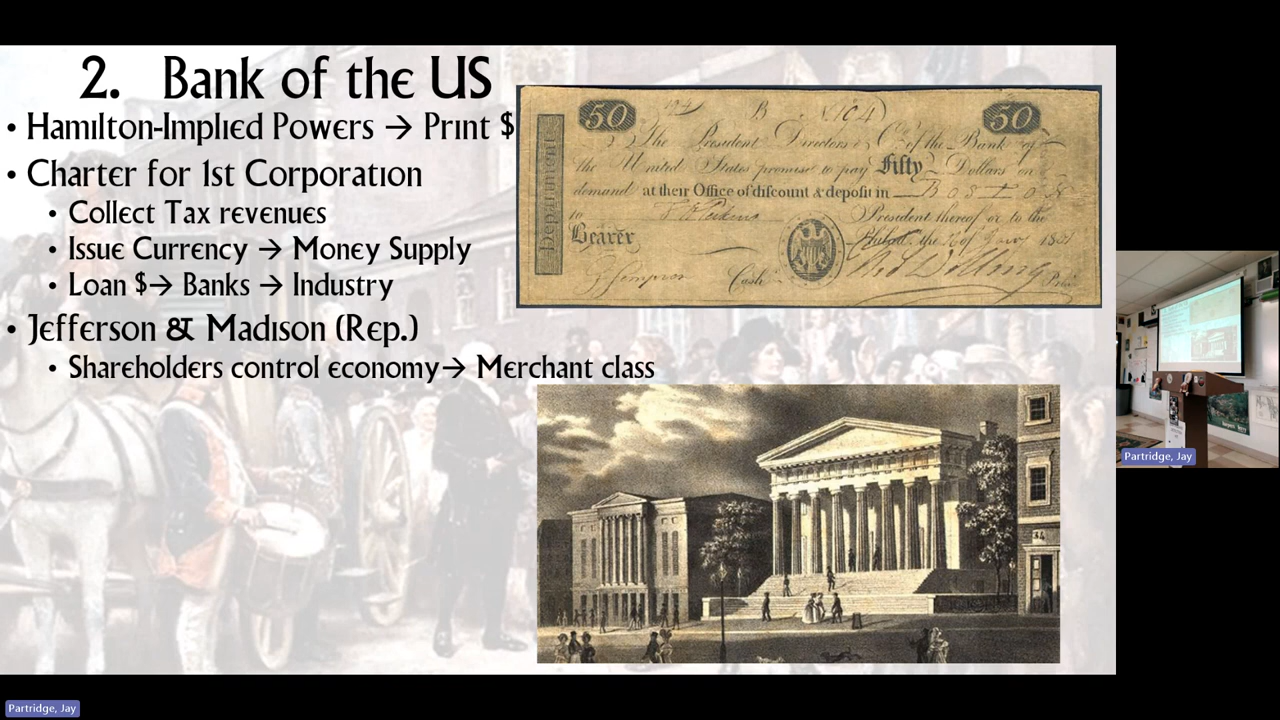 2. Bank of the US
• Hamilton-Implied Powers → Print $
• Charter for 1st Corporation
• Collect Tax revenues
• Issue Currency → Money Supply
• Loan $→ Banks → Industry
• Jefferson & Madison (Rep.)
• Shareholders control economy→ Merchant class
50 B 50
The President Directors & Co. of the Bank of
the United States promise to pay Fifty Dollars on
demand at their Office of discount & deposit in
to President thereof or to the
Bearer
Cash
Department
Partridge, Jay
Partridge, Jay